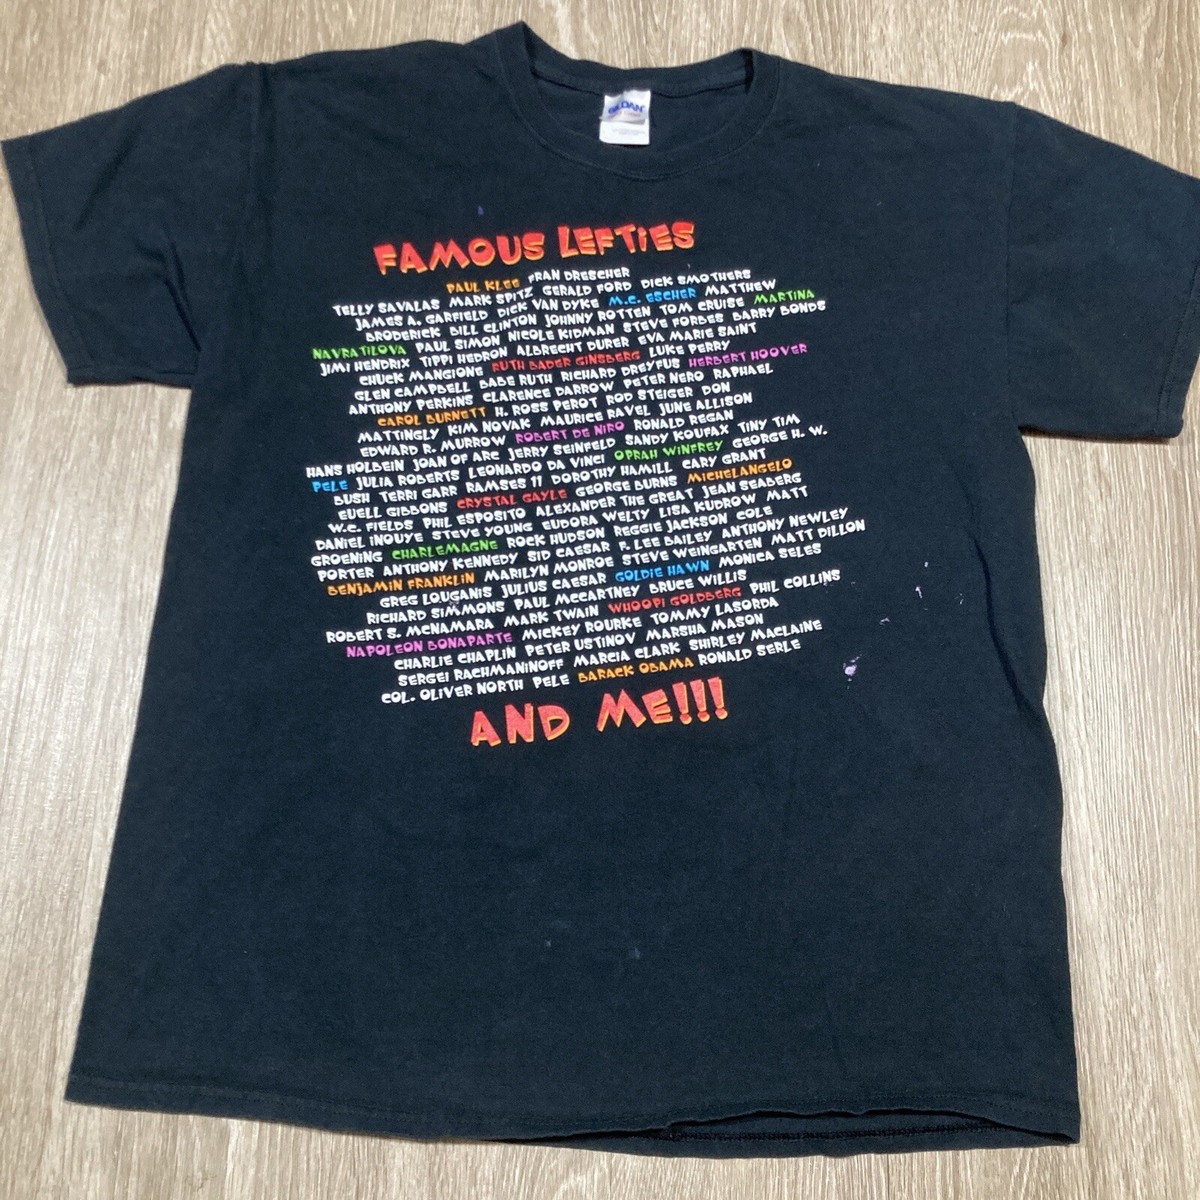 GILDAN
FAMOUS LEFTIES
PAUL KLEE FRAN DRESCHER
TELLY SAVALAS MARK SPITZ GERALD FORD DICK SMOTHERS
JAMES A. GARFIELD DICK VAN DYKE M.C. ESCHER MATTHEW
BRODERICK BILL CLINTON JOHNNY ROTTEN TOM CRUISE MARTINA
NAVRATILOVA PAUL SIMON NICOLE KIDMAN STEVE FORBES BARRY BONDS
JIMI HENDRIX TIPPI HEDRON ALBRECHT DURER EVA MARIE SAINT
CHUCK MANGIONE RUTH BADER GINSBERG LUKE PERRY
GLEN CAMPBELL BABE RUTH RICHARD DREYFUS HERBERT HOOVER
ANTHONY PERKINS CLARENCE DARROW PETER NERO RAPHAEL
CAROL BURNETT H. ROSS PEROT ROD STEIGER DON
MATTINGLY KIM NOVAK MAURICE RAVEL JUNE ALLISON
EDWARD R. MURROW ROBERT DE NIRO RONALD REGAN
HANS HOLBEIN JOAN OF ARC JERRY SEINFELD SANDY KOUFAX TINY TIM
PELE JULIA ROBERTS LEONARDO DA VINCI OPRAH WINFREY GEORGE H. W.
BUSH TERRI GARR RAMSES 11 DOROTHY HAMILL CARY GRANT
EUELL GIBBONS CRYSTAL GAYLE GEORGE BURNS MICHELANGELO
W.C. FIELDS PHIL ESPOSITO ALEXANDER THE GREAT JEAN SEABERG
DANIEL INOUYE STEVE YOUNG EUDORA WELTY LISA KUDROW MATT
GROENING CHARLEMAGNE ROCK HUDSON REGGIE JACKSON COLE
PORTER ANTHONY KENNEDY SID CAESAR F. LEE BAILEY ANTHONY NEWLEY
BENJAMIN FRANKLIN MARILYN MONROE STEVE WEINGARTEN MATT DILLON
GREG LOUGANIS JULIUS CAESAR GOLDIE HAWN MONICA SELES
RICHARD SIMMONS PAUL MCCARTNEY BRUCE WILLIS
ROBERT S. MCNAMARA MARK TWAIN WHOOPI GOLDBERG PHIL COLLINS
NAPOLEON BONAPARTE MICKEY ROURKE TOMMY LASORDA
CHARLIE CHAPLIN PETER USTINOV MARSHA MASON
SERGEI RACHMANINOFF MARCIA CLARK SHIRLEY MACLAINE
COL. OLIVER NORTH PELE BARACK OBAMA RONALD SERLE
AND ME!!!